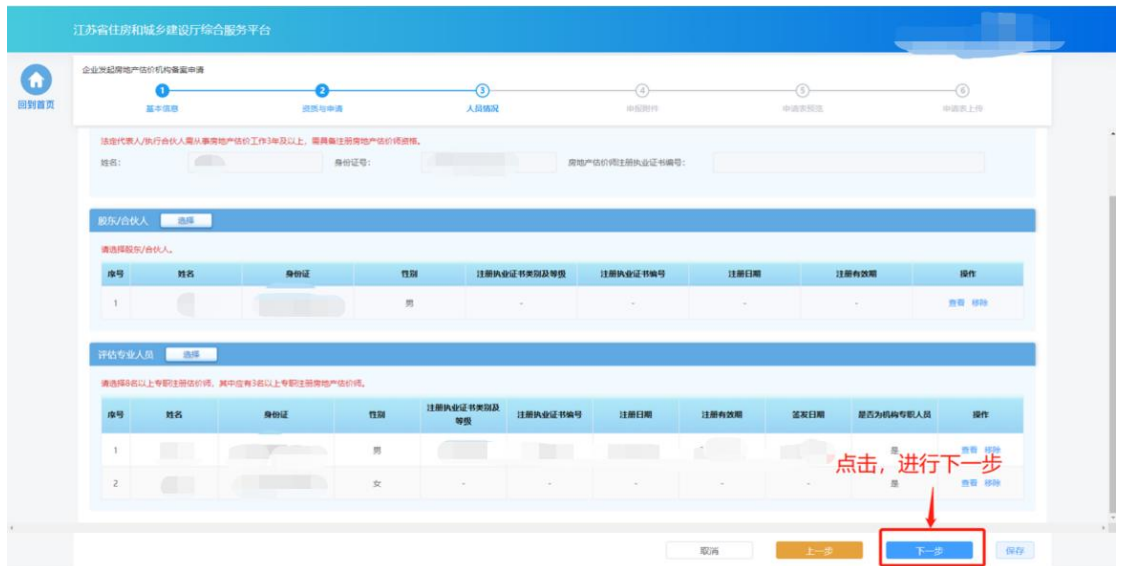 江苏省住房和城乡建设厅综合服务平台
回到首页
企业发起房地产估价机构备案申请
1 2 3 4 5 6
基本信息 资质与申请 人员情况 申报附件 申请表预览 申请表上传
法定代表人/执行合伙人需从事房地产估价工作3年及以上，需具备注册房地产估价师资格。
姓名： 身份证号： 房地产估价师注册执业证书编号：
股东/合伙人 选择
请选择股东/合伙人。
序号 姓名 身份证 性别 注册执业证书类别及等级 注册执业证书编号 注册日期 注册有效期 操作
1 男 - - - - 查看 移除
评估专业人员 选择
请选择8名以上专职注册估价师，其中应有3名以上专职注册房地产估价师。
序号 姓名 身份证 性别 注册执业证书类别及等级 注册执业证书编号 注册日期 注册有效期 签发日期 是否为机构专职人员 操作
1 男 是 查看 移除
点击，进行下一步
2 女 - - - - - 是 查看 移除
取消 上一步 下一步 保存